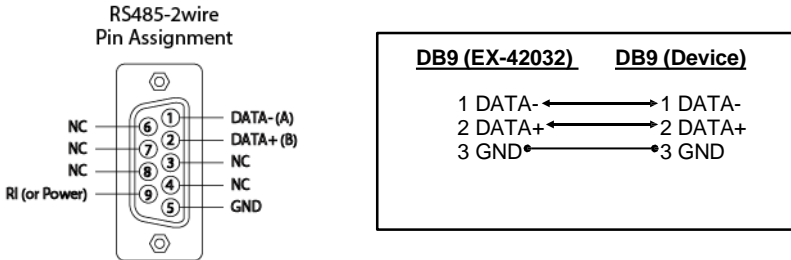 RS485-2wire
Pin Assignment
1 DATA- (A)
6 NC
2 DATA+ (B)
7 NC
3 NC
8 NC
4 NC
9 RI (or Power)
5 GND
DB9 (EX-42032) DB9 (Device)
1 DATA- 1 DATA-
2 DATA+ 2 DATA+
3 GND 3 GND